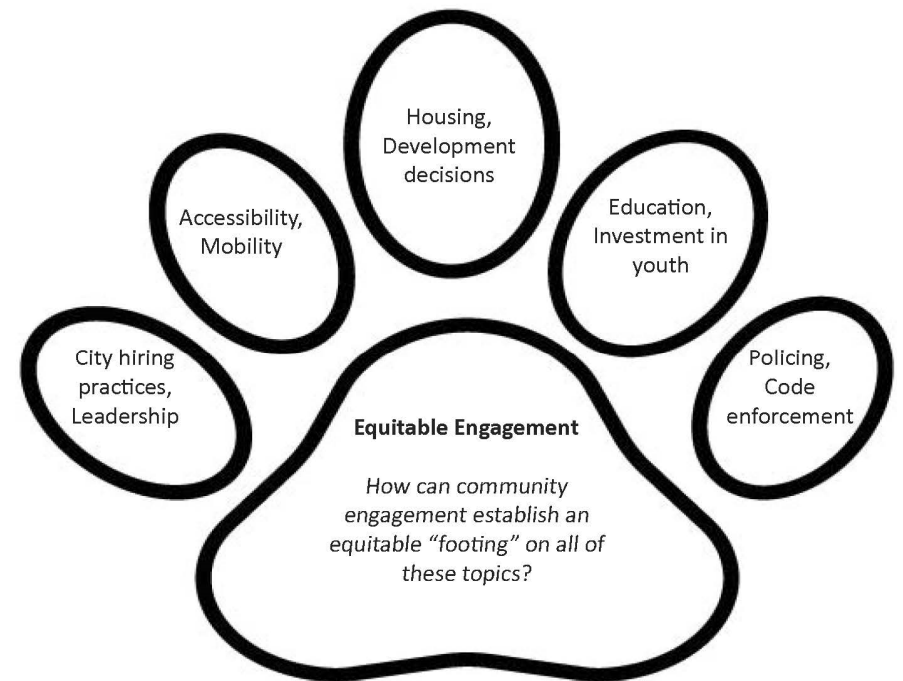 Housing,
Development
decisions
Accessibility,
Mobility
Education,
Investment in
youth
City hiring
practices,
Leadership
Policing,
Code
enforcement
Equitable Engagement
How can community
engagement establish an
equitable “footing” on all of
these topics?